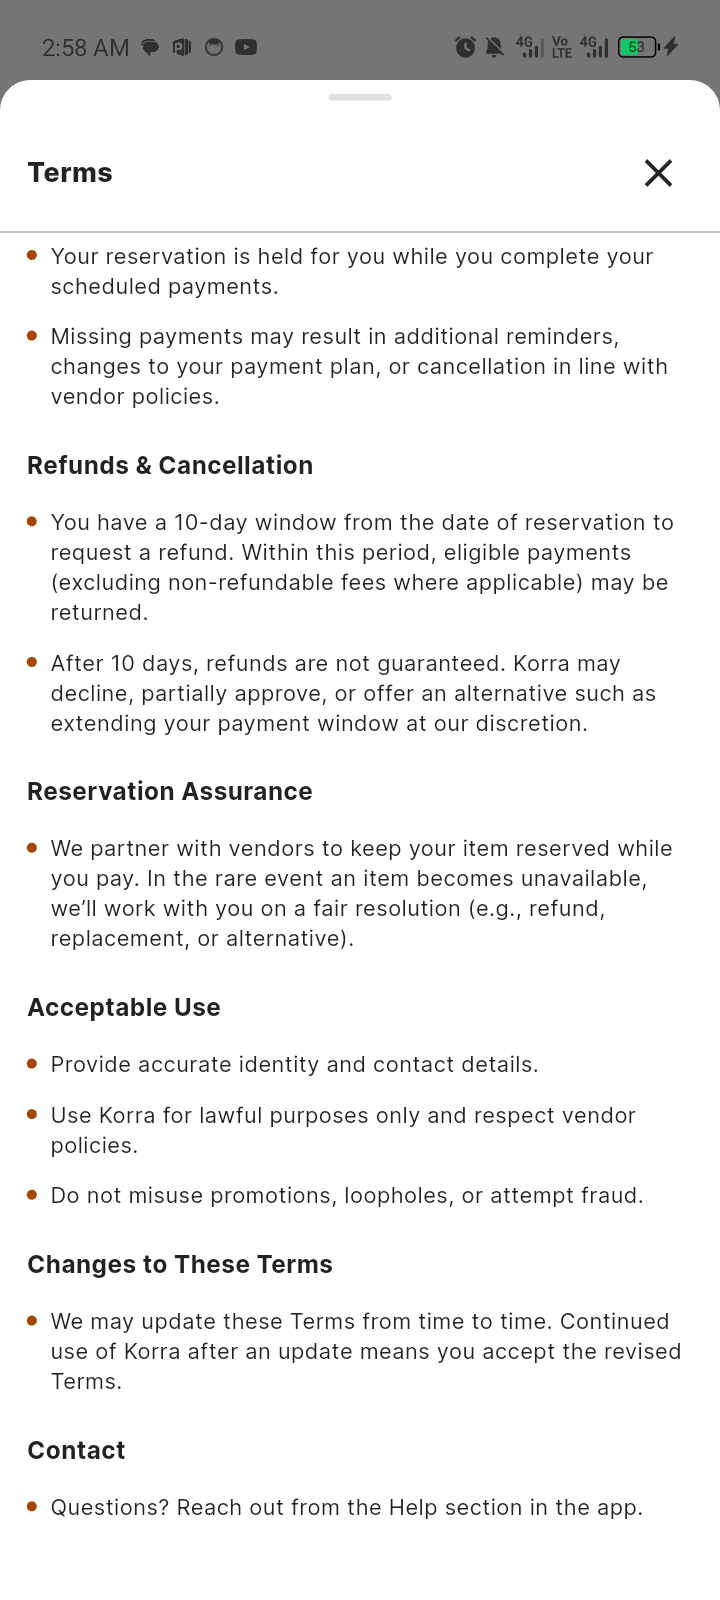 2:58 AM
4G Vo LTE 4G 53
Terms
Your reservation is held for you while you complete your
scheduled payments.
Missing payments may result in additional reminders,
changes to your payment plan, or cancellation in line with
vendor policies.
Refunds & Cancellation
You have a 10-day window from the date of reservation to
request a refund. Within this period, eligible payments
(excluding non-refundable fees where applicable) may be
returned.
After 10 days, refunds are not guaranteed. Korra may
decline, partially approve, or offer an alternative such as
extending your payment window at our discretion.
Reservation Assurance
We partner with vendors to keep your item reserved while
you pay. In the rare event an item becomes unavailable,
we’ll work with you on a fair resolution (e.g., refund,
replacement, or alternative).
Acceptable Use
Provide accurate identity and contact details.
Use Korra for lawful purposes only and respect vendor
policies.
Do not misuse promotions, loopholes, or attempt fraud.
Changes to These Terms
We may update these Terms from time to time. Continued
use of Korra after an update means you accept the revised
Terms.
Contact
Questions? Reach out from the Help section in the app.